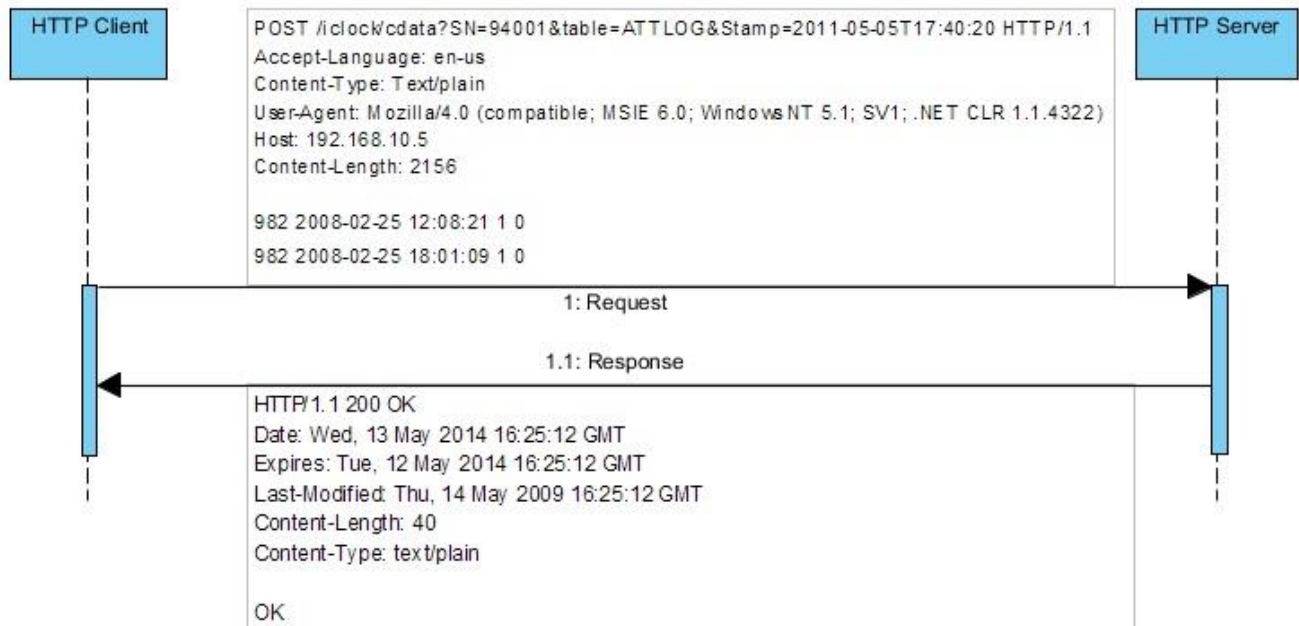 HTTP Client
HTTP Server
POST /iclock/cdata?SN=94001&table=ATTLOG&Stamp=2011-05-05T17:40:20 HTTP/1.1
Accept-Language: en-us
Content-Type: Text/plain
User-Agent: Mozilla/4.0 (compatible; MSIE 6.0; Windows NT 5.1; SV1; .NET CLR 1.1.4322)
Host: 192.168.10.5
Content-Length: 2156
982 2008-02-25 12:08:21 1 0
982 2008-02-25 18:01:09 1 0
1: Request
1.1: Response
HTTP/1.1 200 OK
Date: Wed, 13 May 2014 16:25:12 GMT
Expires: Tue, 12 May 2014 16:25:12 GMT
Last-Modified: Thu, 14 May 2009 16:25:12 GMT
Content-Length: 40
Content-Type: text/plain
OK